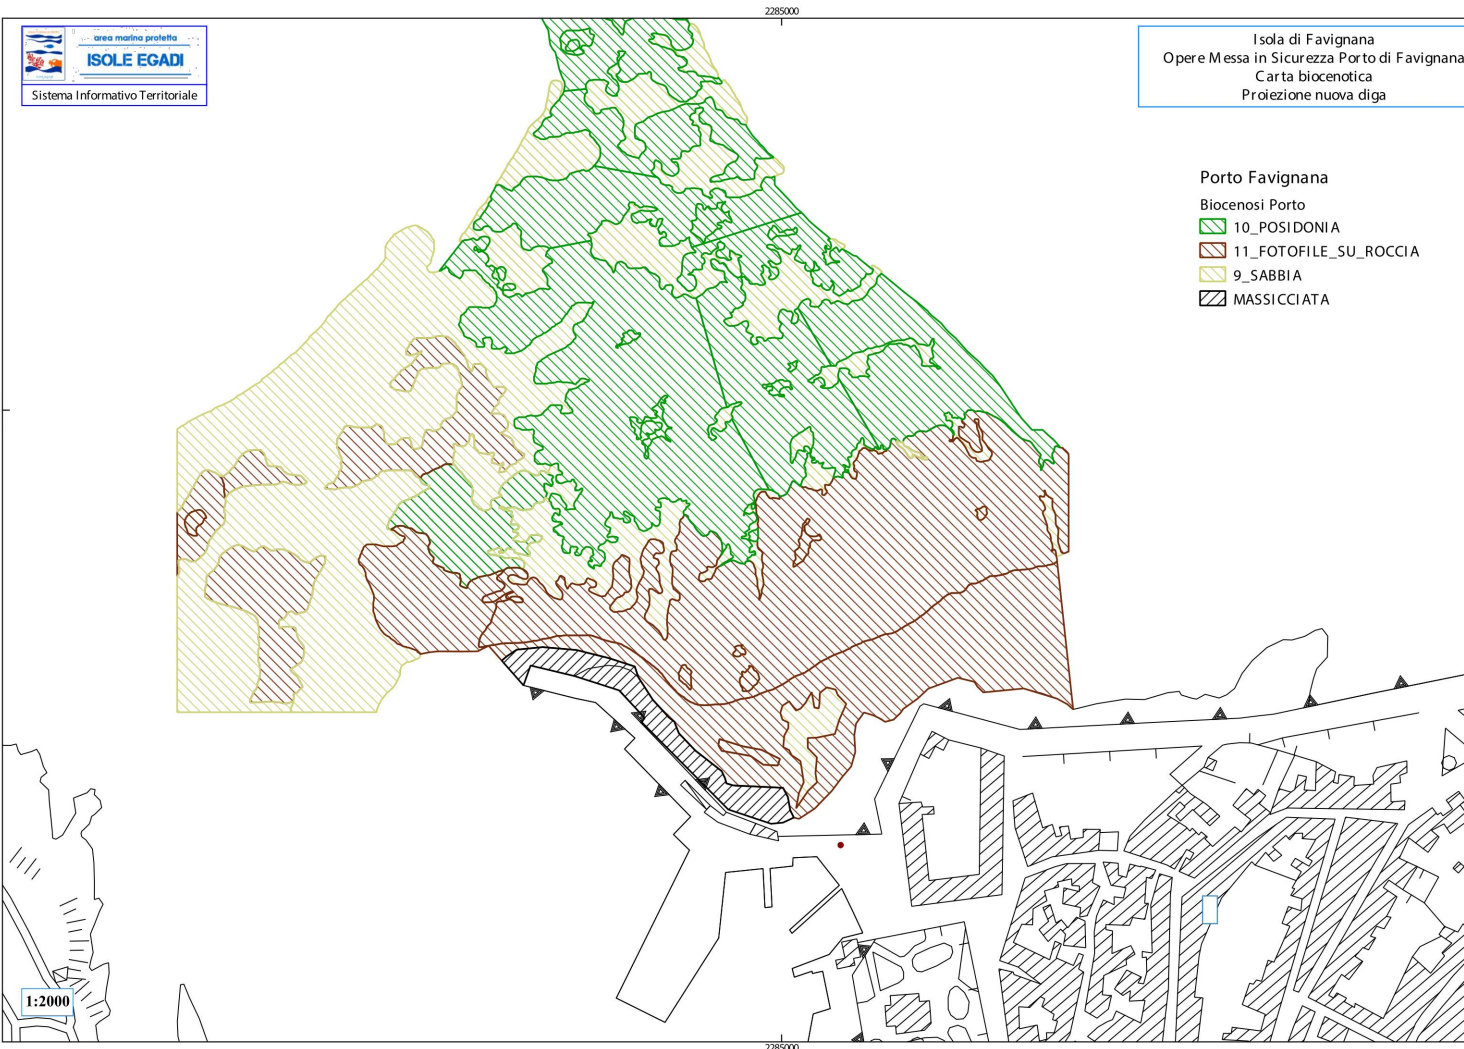 2285000
area marina protetta
ISOLE EGADI
Sistema Informativo Territoriale
Isola di Favignana
Opere Messa in Sicurezza Porto di Favignana
Carta biocenotica
Proiezione nuova diga
Porto Favignana
Biocenosi Porto
10_POSIDONIA
11_FOTOFILE_SU_ROCCIA
9_SABBIA
MASSICCIATA
1:2000
2285000